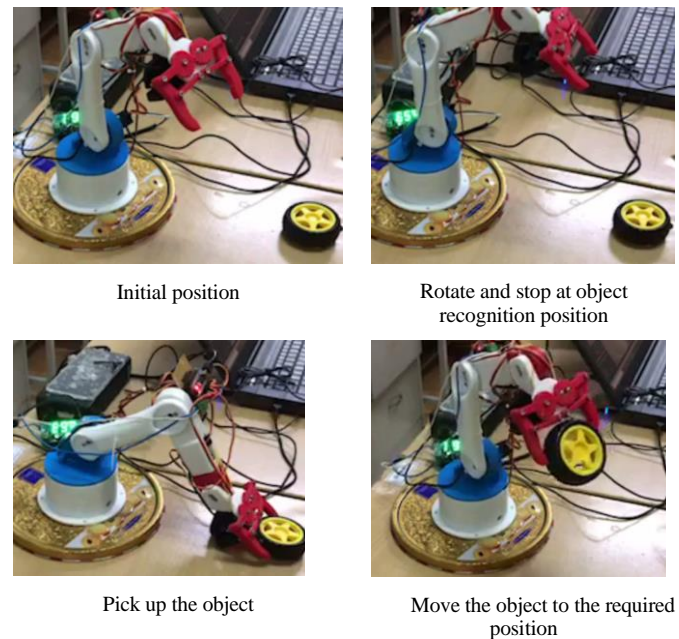 Initial position
Rotate and stop at object
recognition position
Pick up the object
Move the object to the required
position